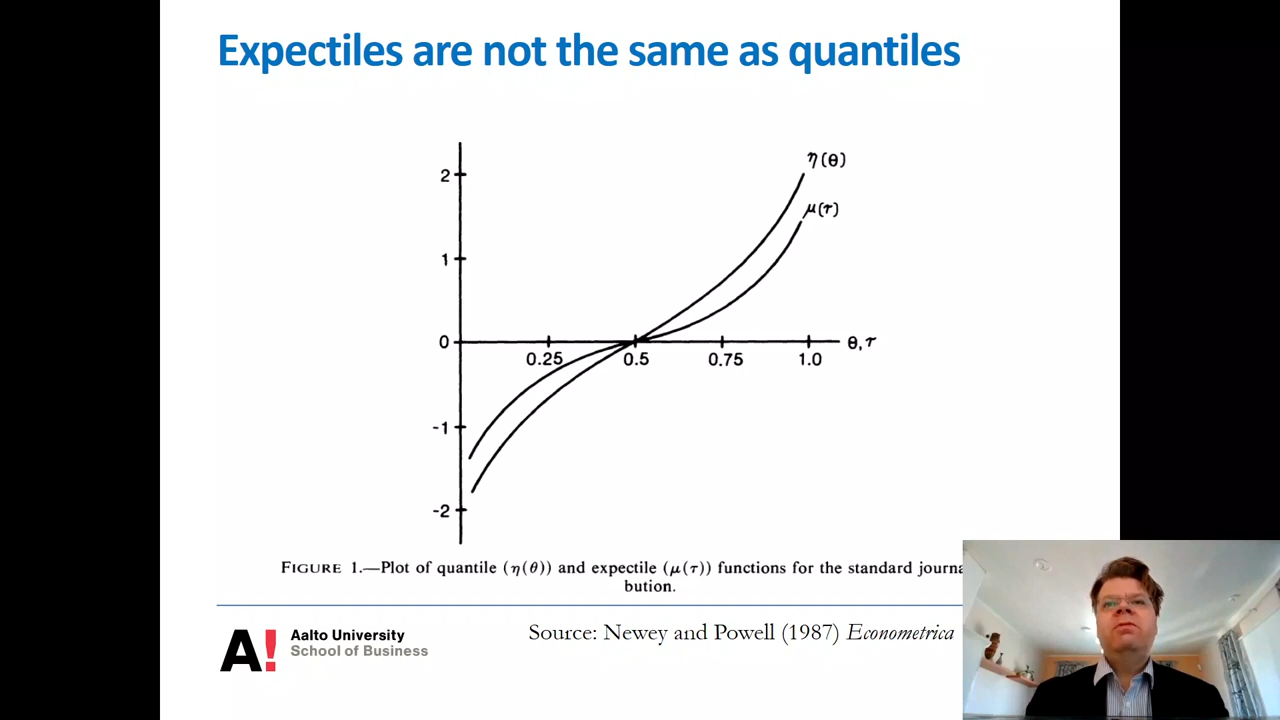 Expectiles are not the same as quantiles
η(θ)
2
μ(τ)
1
0
θ,τ
0.25
0.5
0.75
1.0
-1
-2
FIGURE 1.—Plot of quantile (η(θ)) and expectile (μ(τ)) functions for the standard journa
bution.
A! Aalto University
School of Business
Source: Newey and Powell (1987) Econometrica